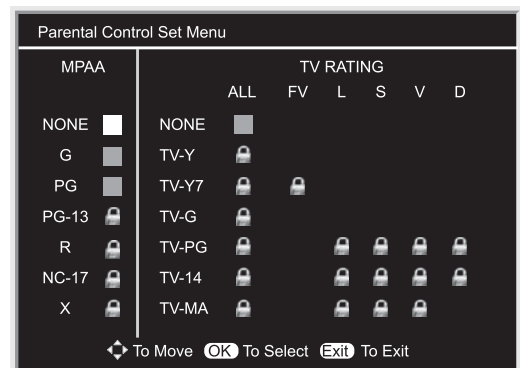 Parental Control Set Menu
MPAA TV RATING
ALL FV L S V D
NONE NONE
G TV-Y
PG TV-Y7
PG-13 TV-G
R TV-PG
NC-17 TV-14
X TV-MA
To Move OK To Select Exit To Exit